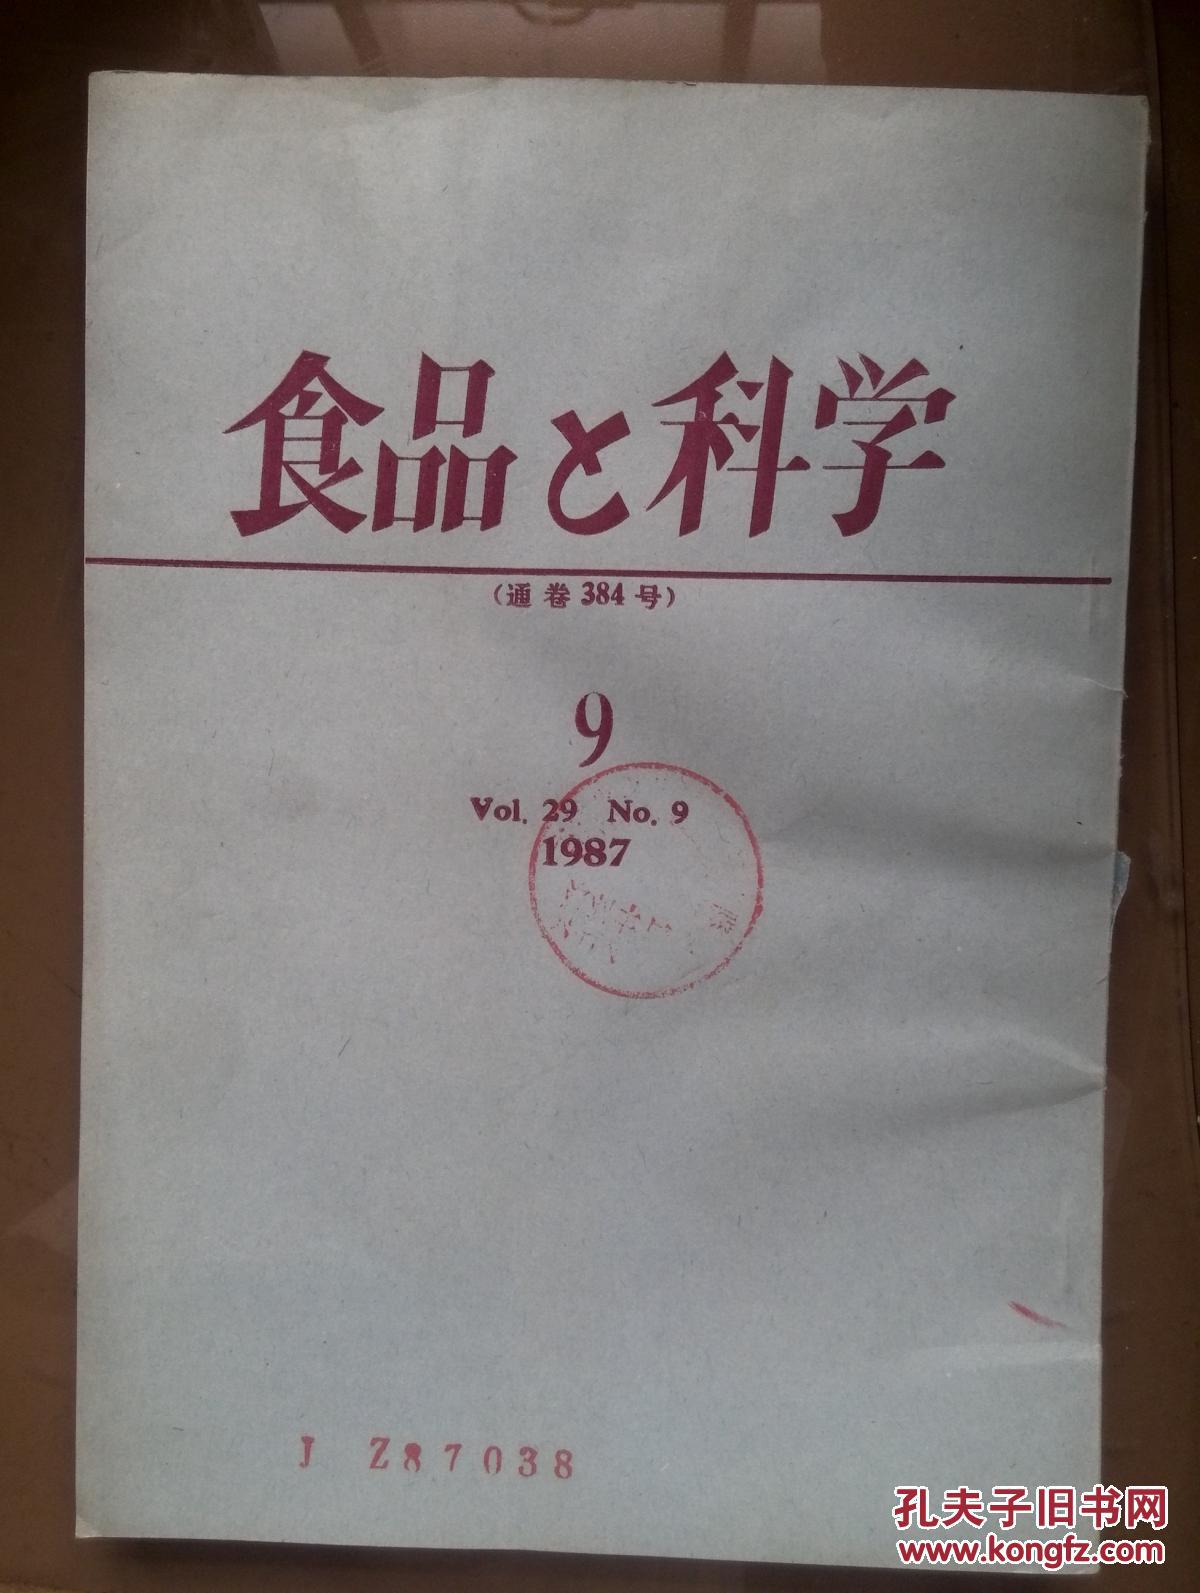 食品と科学
(通卷384号)
9
Vol. 29 No. 9
1987
J Z87038
孔夫子旧书网
www.kongfz.com